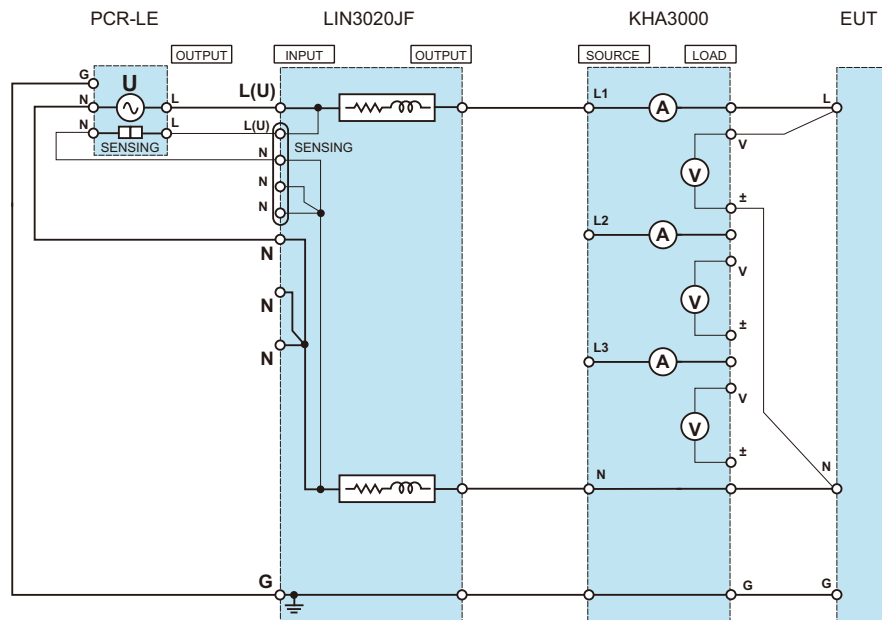 PCR-LE LIN3020JF KHA3000 EUT
OUTPUT INPUT OUTPUT SOURCE LOAD
G
U
N L L(U) L1 A L
N L L(U) V
SENSING N SENSING V
N
N ±
N L2 A
V
N V
±
N L3 A
V
V
±
N N
G G G